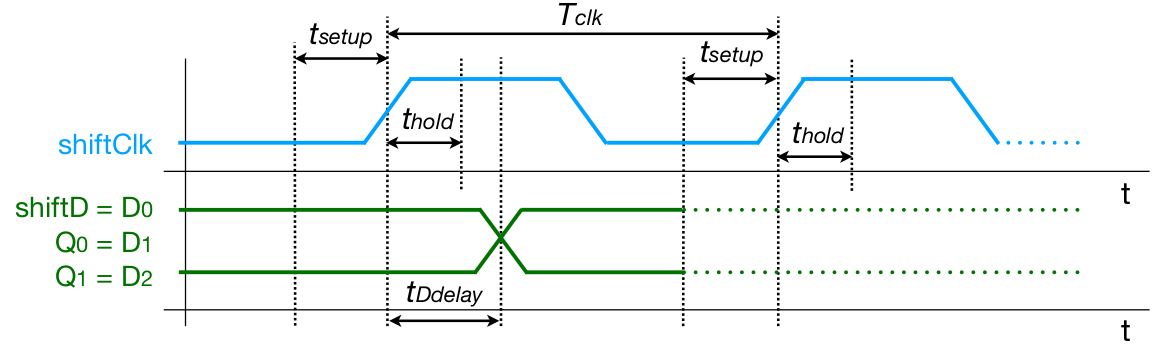 Tclk
tsetup
tsetup
thold
thold
shiftClk
t
shiftD = D0
Q0 = D1
Q1 = D2
tDdelay
t